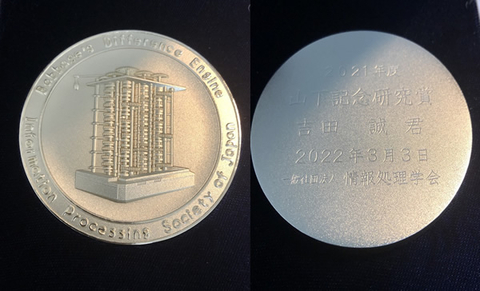 Babbage's Difference Engine
Information Processing Society of Japan
2021年度
山下記念研究賞
吉田 誠君
2022年3月3日
一般社団法人 情報処理学会